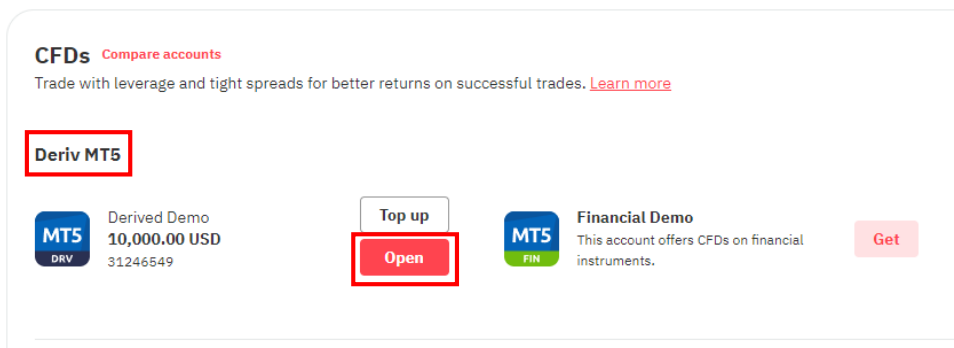 CFDs Compare accounts
Trade with leverage and tight spreads for better returns on successful trades. Learn more
Deriv MT5
MT5
DRV
Derived Demo
10,000.00 USD
31246549
Top up
Open
MT5
FIN
Financial Demo
This account offers CFDs on financial
instruments.
Get